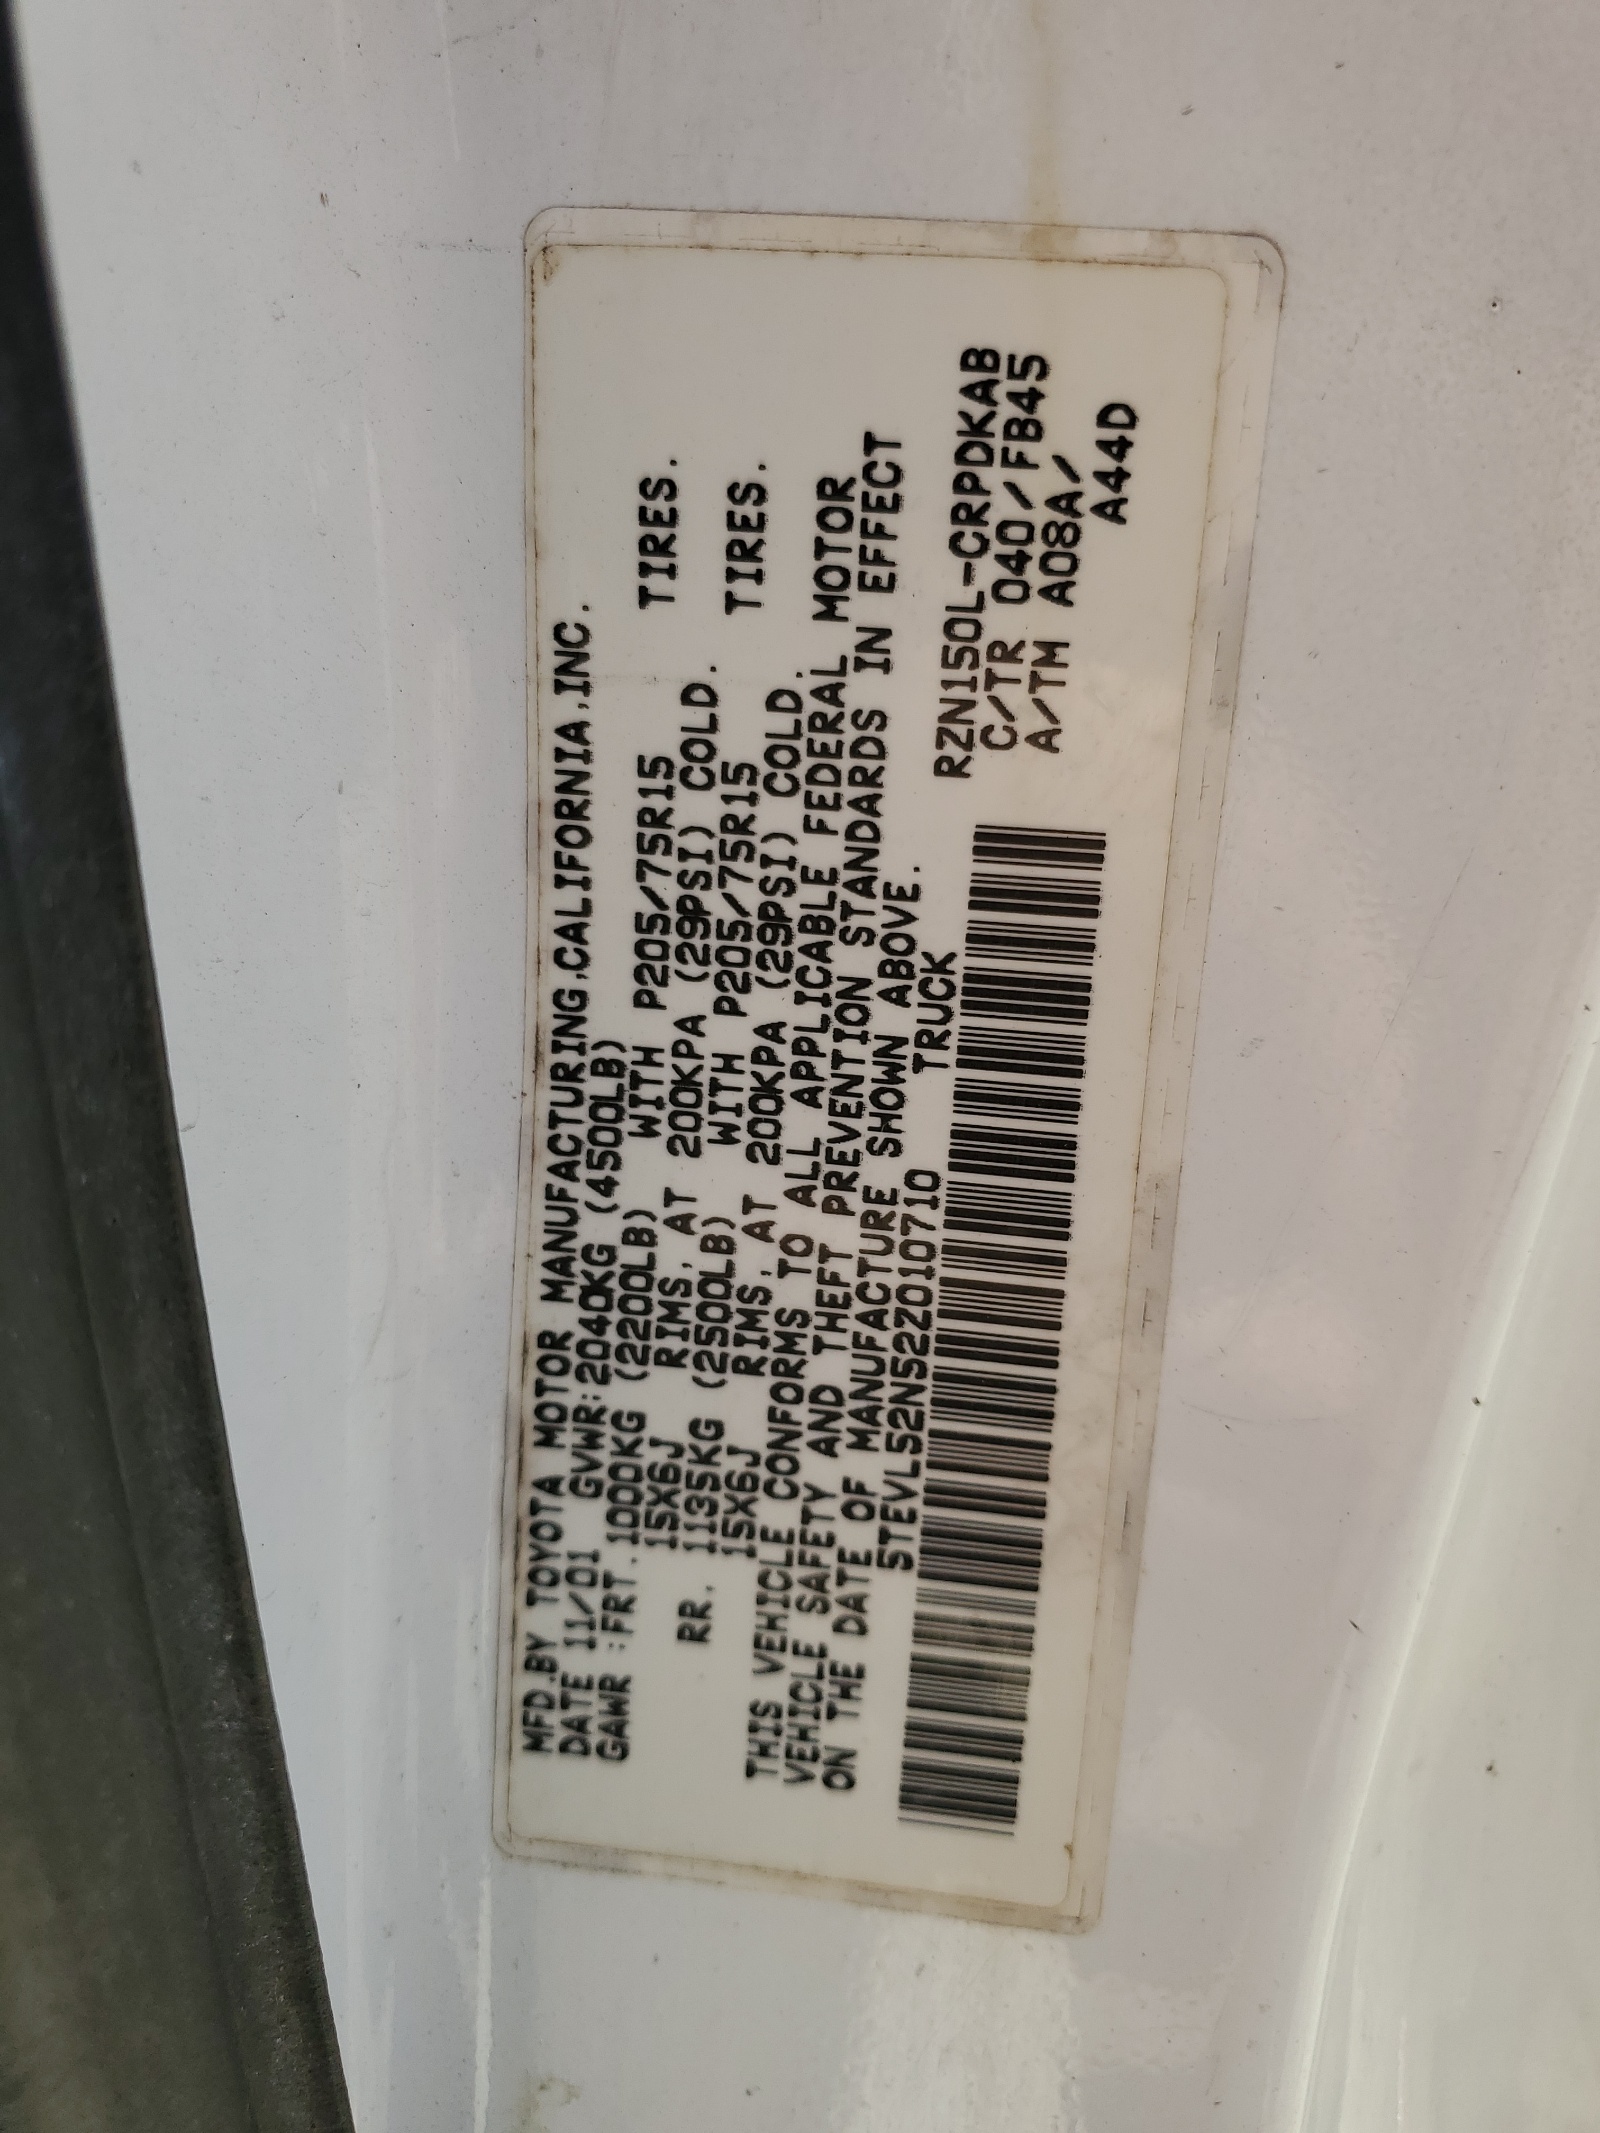 MFD.BY TOYOTA MOTOR MANUFACTURING,CALIFORNIA,INC.
DATE 11/01 GVWR:2040KG (4500LB)
GAWR :FRT.1000KG (2200LB) WITH P205/75R15 TIRES.
15X6J RIMS, AT 200KPA (29PSI) COLD.
RR. 1135KG (2500LB) WITH P205/75R15 TIRES.
15X6J RIMS, AT 200KPA (29PSI) COLD.
THIS VEHICLE CONFORMS TO ALL APPLICABLE FEDERAL MOTOR
VEHICLE SAFETY AND THEFT PREVENTION STANDARDS IN EFFECT
ON THE DATE OF MANUFACTURE SHOWN ABOVE.
5TEVL52N52Z010710 TRUCK
RZN150L-CRPDKAB
C/TR 040/FB45
A/TM A08A/
A44D